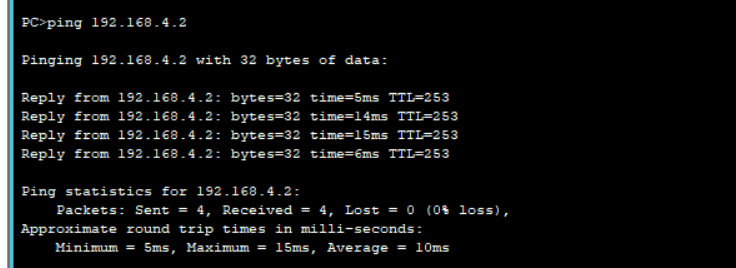 PC>ping 192.168.4.2
Pinging 192.168.4.2 with 32 bytes of data:
Reply from 192.168.4.2: bytes=32 time=5ms TTL=253
Reply from 192.168.4.2: bytes=32 time=14ms TTL=253
Reply from 192.168.4.2: bytes=32 time=15ms TTL=253
Reply from 192.168.4.2: bytes=32 time=6ms TTL=253
Ping statistics for 192.168.4.2:
Packets: Sent = 4, Received = 4, Lost = 0 (0% loss),
Approximate round trip times in milli-seconds:
Minimum = 5ms, Maximum = 15ms, Average = 10ms